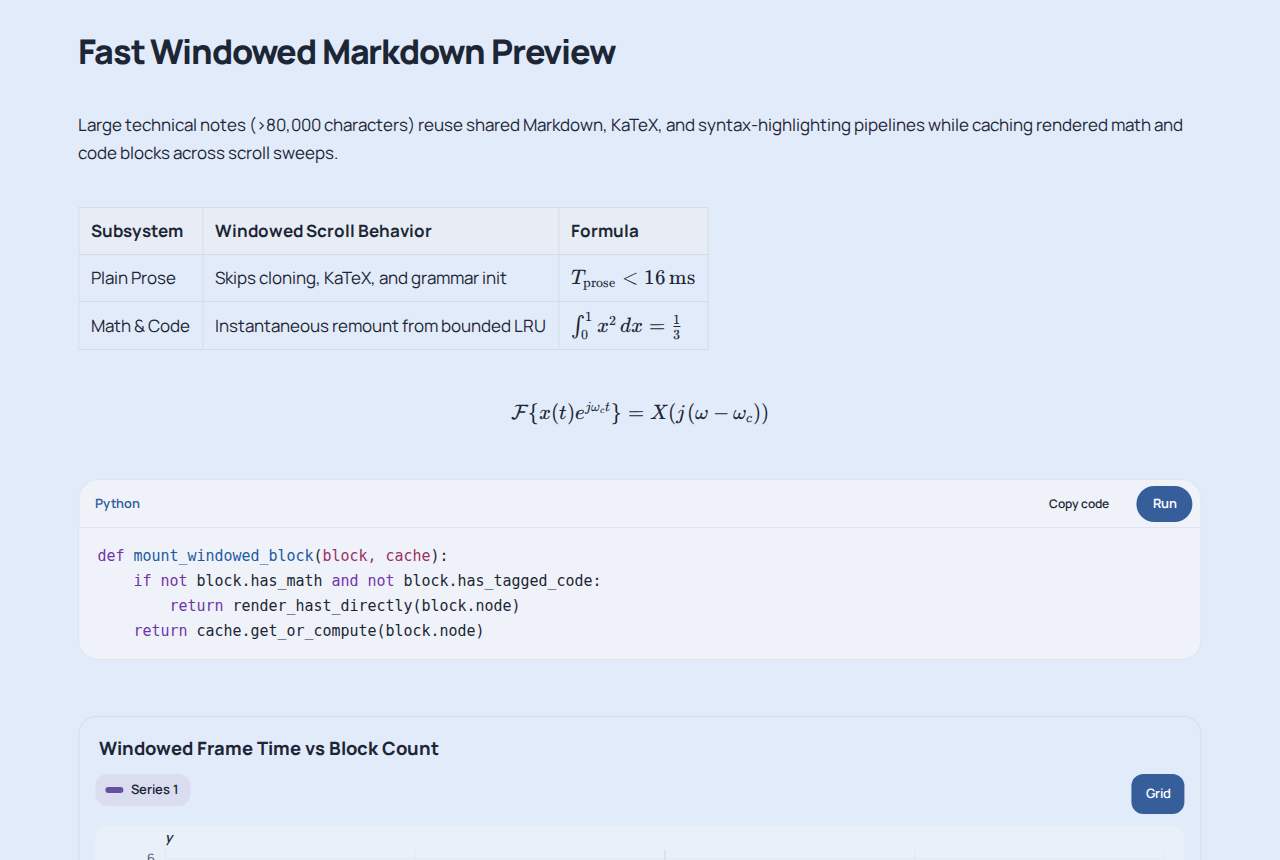 Fast Windowed Markdown Preview
Large technical notes (>80,000 characters) reuse shared Markdown, KaTeX, and syntax-highlighting pipelines while caching rendered math and
code blocks across scroll sweeps.
Subsystem Windowed Scroll Behavior Formula
Plain Prose Skips cloning, KaTeX, and grammar init T_prose < 16 ms
Math & Code Instantaneous remount from bounded LRU ∫₀¹ x² dx = 1/3
ℱ{x(t)e^{jω_c t}} = X(j(ω − ω_c))
Python Copy code Run
def mount_windowed_block(block, cache):
    if not block.has_math and not block.has_tagged_code:
        return render_hast_directly(block.node)
    return cache.get_or_compute(block.node)
Windowed Frame Time vs Block Count
Series 1 Grid
y
6